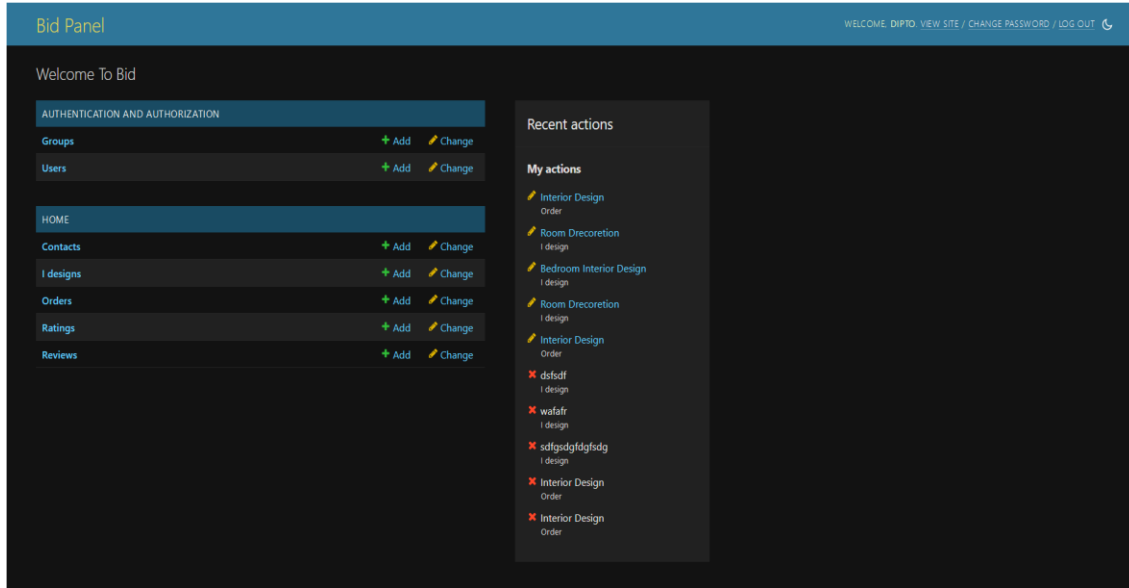 Bid Panel
WELCOME, DIPTO. VIEW SITE / CHANGE PASSWORD / LOG OUT
Welcome To Bid
AUTHENTICATION AND AUTHORIZATION
Groups + Add Change
Users + Add Change
HOME
Contacts + Add Change
I designs + Add Change
Orders + Add Change
Ratings + Add Change
Reviews + Add Change
Recent actions
My actions
Interior Design
Order
Room Drecoretion
I design
Bedroom Interior Design
I design
Room Drecoretion
I design
Interior Design
Order
dsfsdf
I design
wafafr
I design
sdfgsdgfdgfsdg
I design
Interior Design
Order
Interior Design
Order